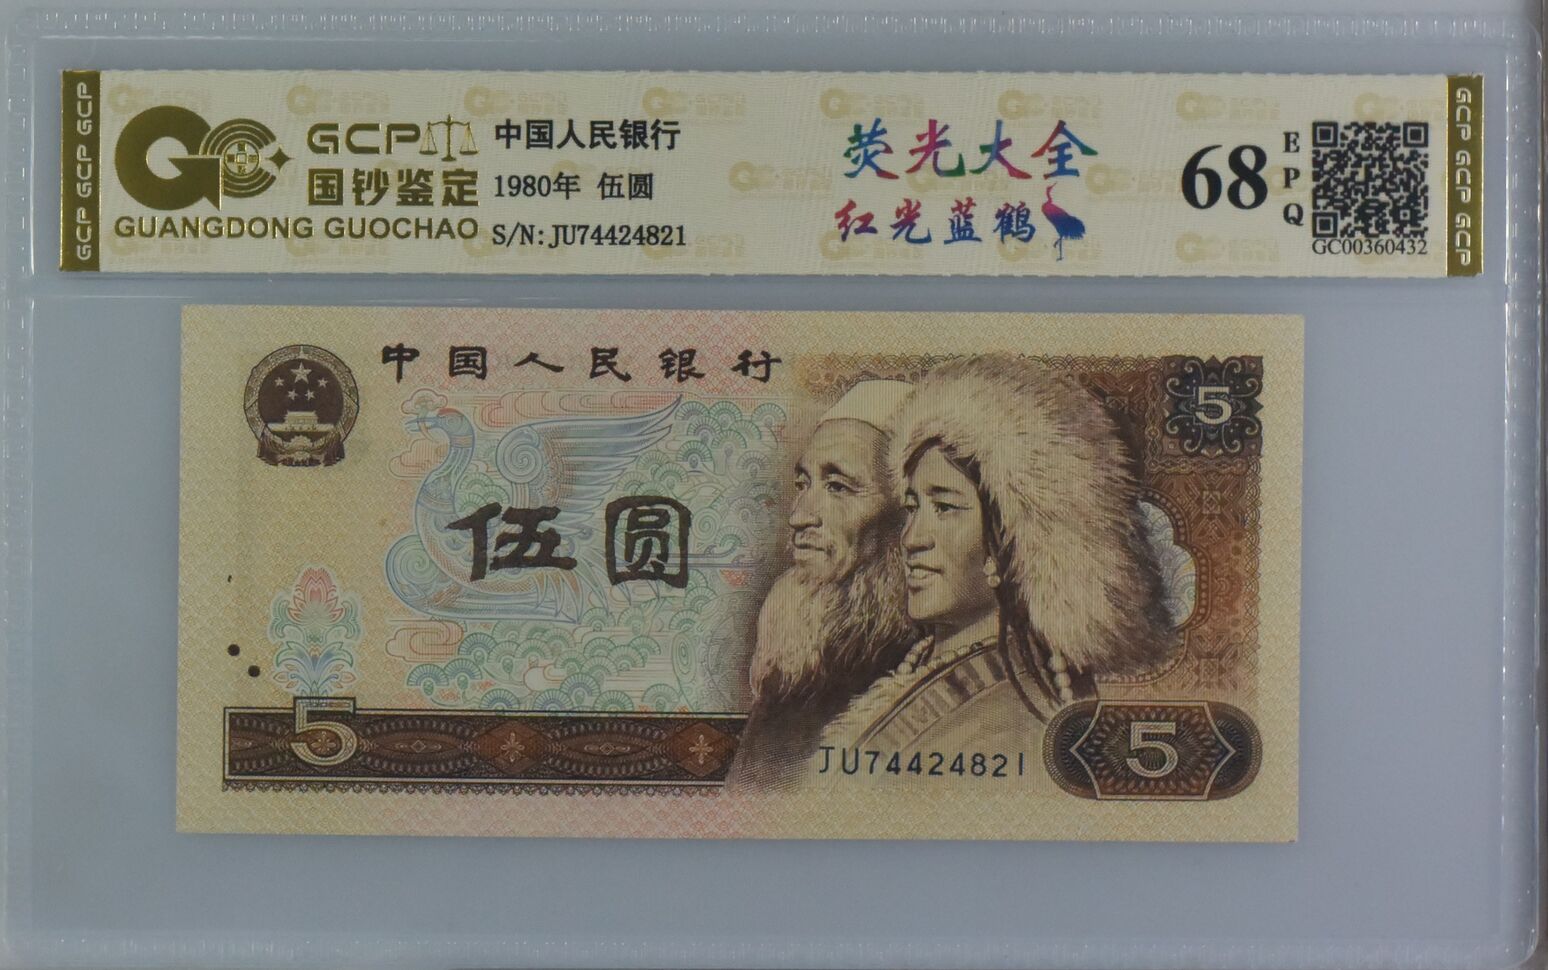 GCP GCP GCP
GCP
国钞鉴定
GUANGDONG GUOCHAO
中国人民银行
1980年 伍圆
S/N: JU74424821
荧光大全
红光蓝鹤
68
EPQ
GC00360432
GCP GCP GCP
中国人民银行
5
伍圆
5
JU74424821
5